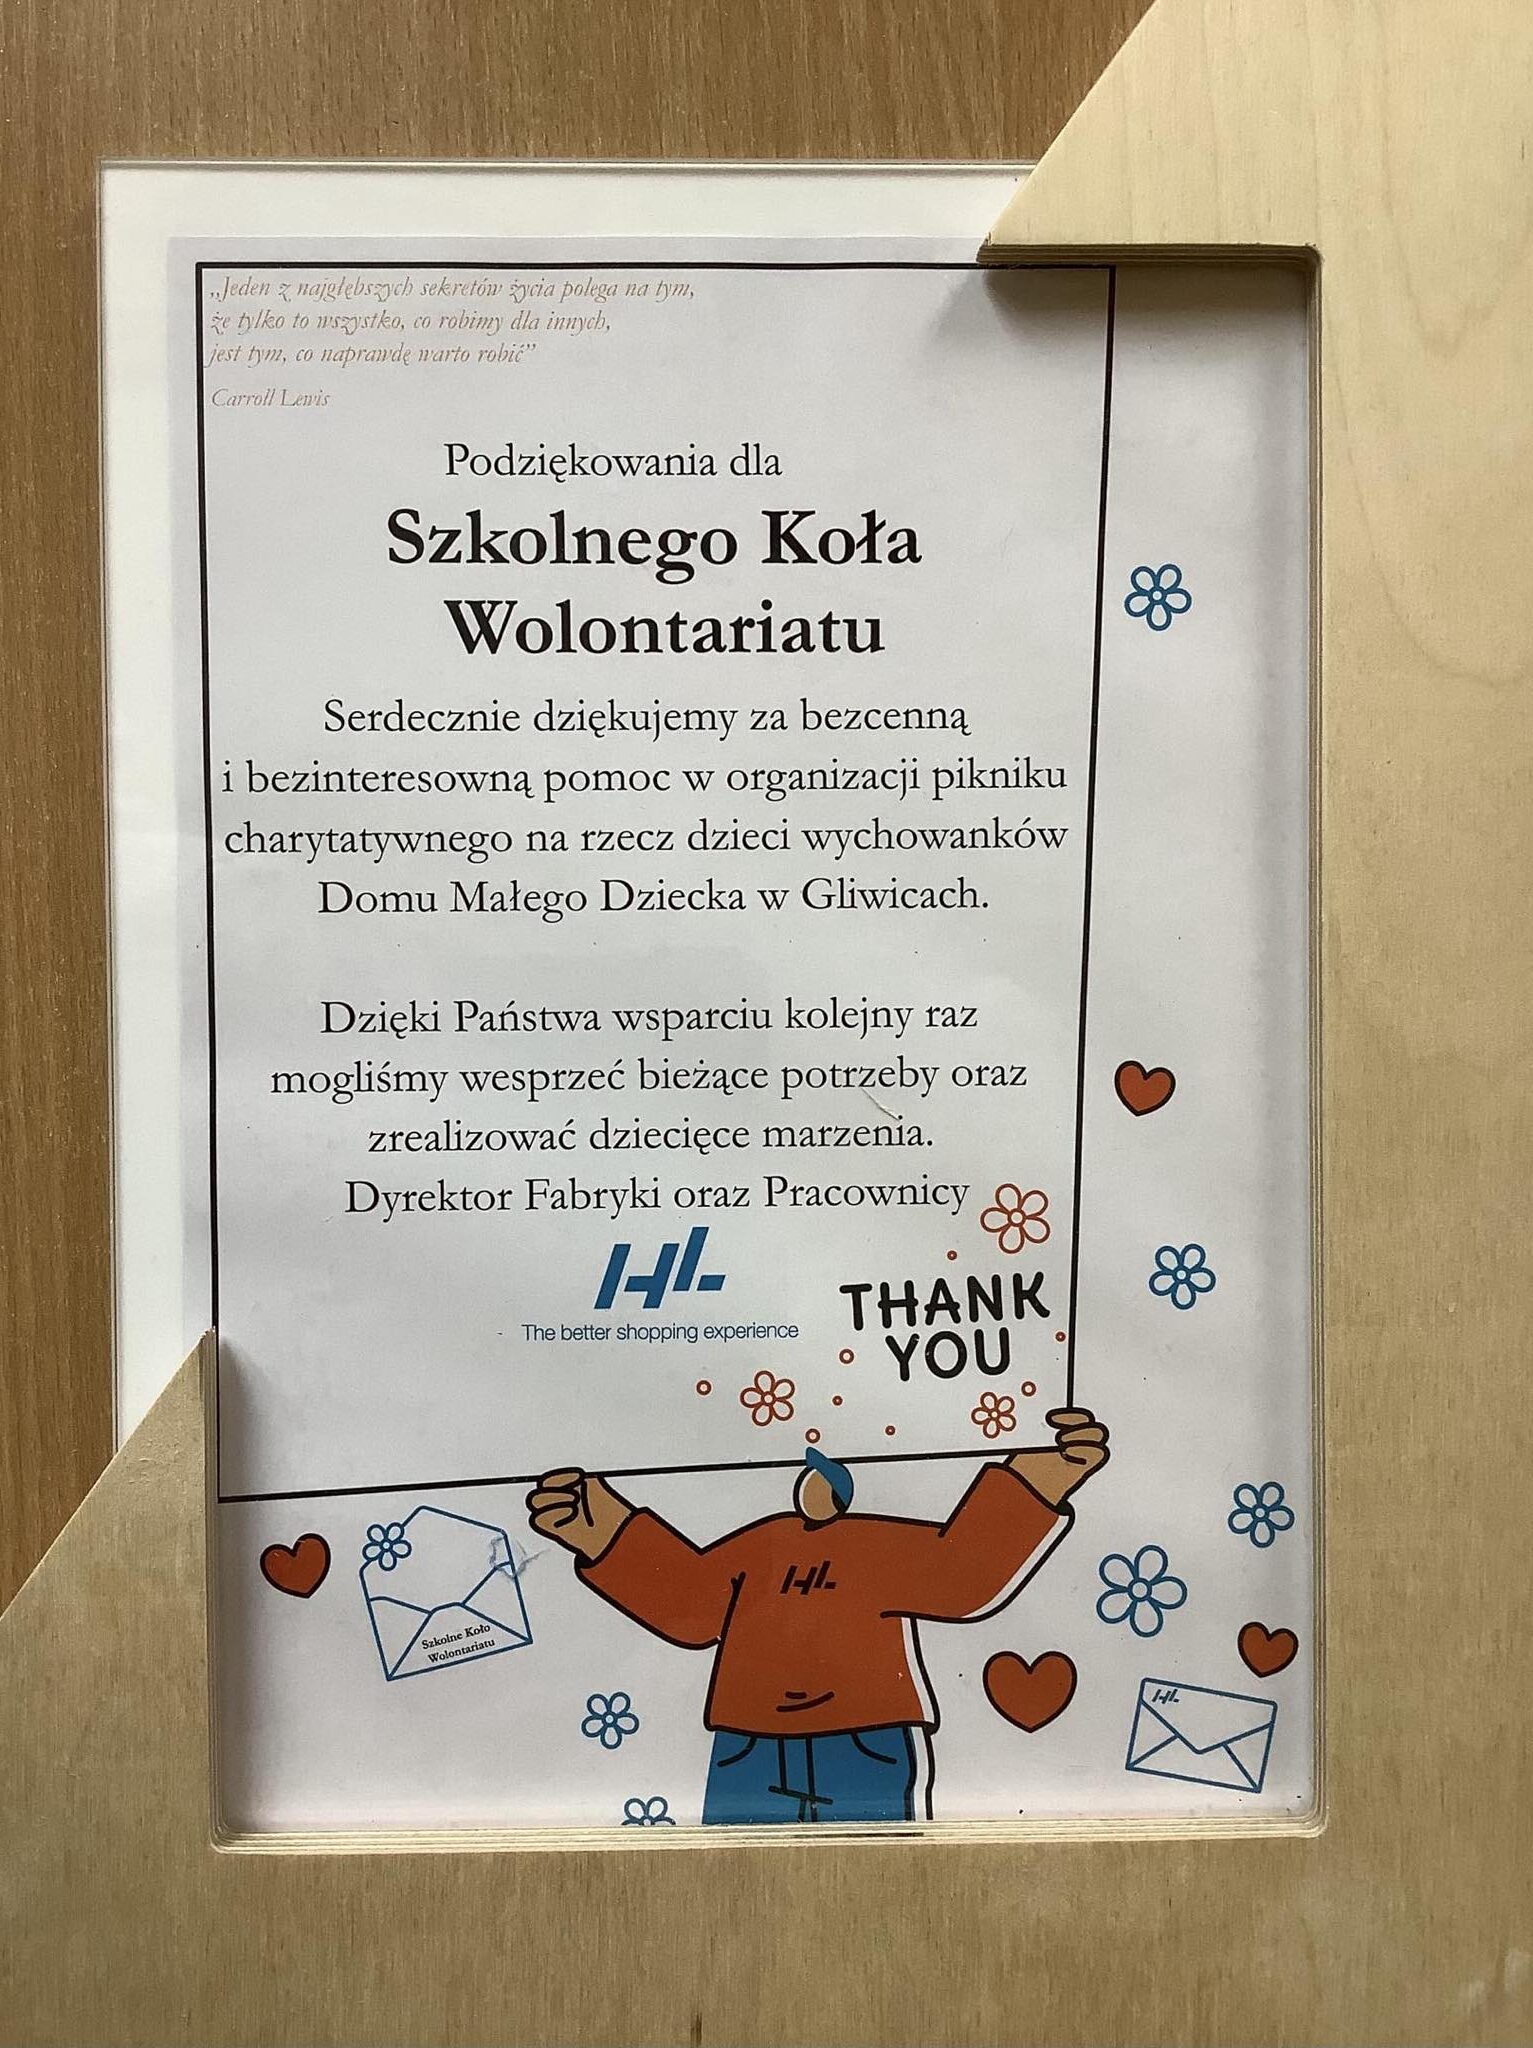 „Jeden z najgłębszych sekretów życia polega na tym,
że tylko to wszystko, co robimy dla innych,
jest tym, co naprawdę warto robić”
Carroll Lewis
Podziękowania dla
Szkolnego Koła
Wolontariatu
Serdecznie dziękujemy za bezcenną
i bezinteresowną pomoc w organizacji pikniku
charytatywnego na rzecz dzieci wychowanków
Domu Małego Dziecka w Gliwicach.
Dzięki Państwa wsparciu kolejny raz
mogliśmy wesprzeć bieżące potrzeby oraz
zrealizować dziecięce marzenia.
Dyrektor Fabryki oraz Pracownicy
HL
The better shopping experience
THANK
YOU
HL
Szkolne Koło
Wolontariatu
HL